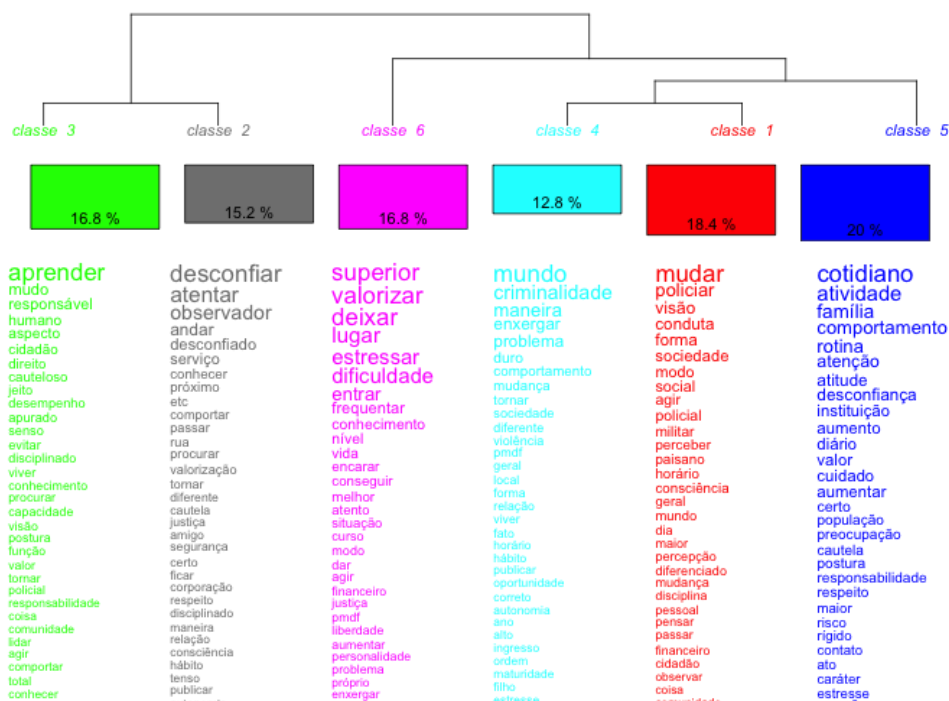 classe 3
classe 2
classe 6
classe 4
classe 1
classe 5
16.8 %
15.2 %
16.8 %
12.8 %
18.4 %
20 %
aprender
mudo
responsável
humano
aspecto
cidadão
direito
cauteloso
jeito
desempenho
apurado
senso
evitar
disciplinado
viver
conhecimento
procurar
capacidade
visão
postura
função
valor
tornar
policial
responsabilidade
coisa
comunidade
lidar
agir
comportar
total
conhecer
desconfiar
atentar
observador
andar
desconfiado
serviço
conhecer
próximo
etc
comportar
passar
rua
procurar
valorização
tornar
diferente
cautela
justiça
amigo
segurança
certo
ficar
corporação
respeito
disciplinado
maneira
relação
consciência
hábito
tenso
publicar
superior
valorizar
deixar
lugar
estressar
dificuldade
entrar
frequentar
conhecimento
nível
vida
encarar
conseguir
melhor
atento
situação
curso
modo
dar
agir
financeiro
justiça
pmdf
liberdade
aumentar
personalidade
problema
próprio
enxergar
mundo
criminalidade
maneira
enxergar
problema
duro
comportamento
mudança
tornar
sociedade
diferente
violência
pmdf
geral
local
forma
relação
viver
fato
horário
hábito
publicar
oportunidade
correto
autonomia
ano
alto
ingresso
ordem
maturidade
filho
estresse
mudar
policiar
visão
conduta
forma
sociedade
modo
social
agir
policial
militar
perceber
paisano
horário
consciência
geral
mundo
dia
maior
percepção
diferenciado
mudança
disciplina
pessoal
pensar
passar
financeiro
cidadão
observar
coisa
comunidade
cotidiano
atividade
família
comportamento
rotina
atenção
atitude
desconfiança
instituição
aumento
diário
valor
cuidado
aumentar
certo
população
preocupação
cautela
postura
responsabilidade
respeito
maior
risco
rígido
contato
ato
caráter
estresse